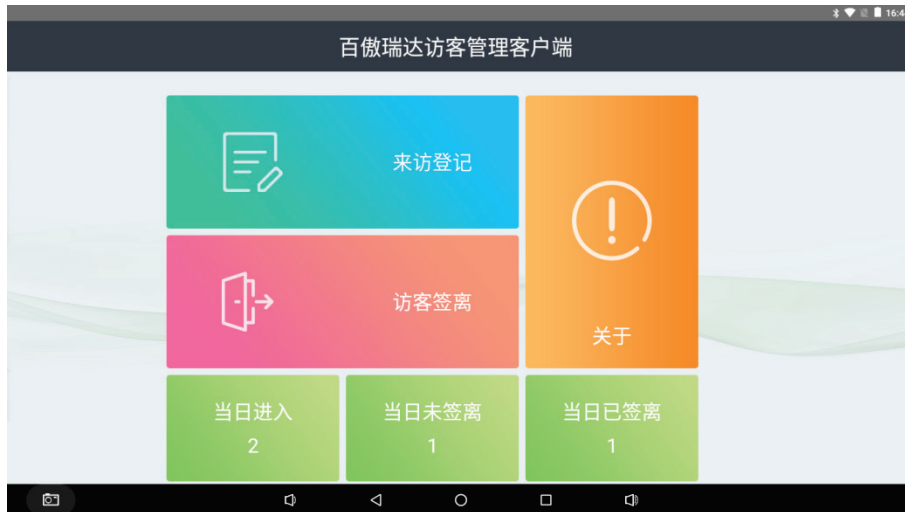 16:4
百傲瑞达访客管理客户端
来访登记
访客签离
关于
当日进入
2
当日未签离
1
当日已签离
1